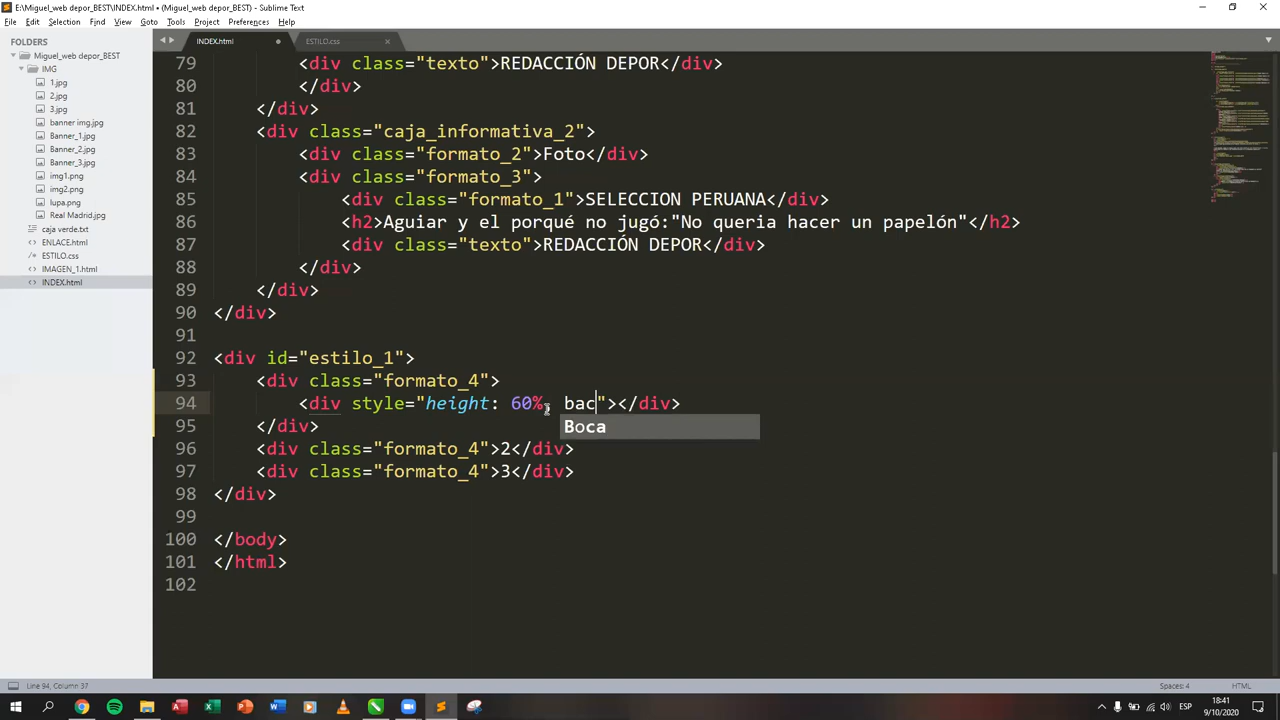 E:\Miguel_web depor_BEST\INDEX.html • (Miguel_web depor_BEST) - Sublime Text
File Edit Selection Find View Goto Tools Project Preferences Help
FOLDERS
Miguel_web depor_BEST
IMG
1.jpg
2.jpg
3.jpg
banner img.jpg
Banner_1.jpg
Banner_2.jpg
Banner_3.jpg
img1.png
img2.png
lupa.png
Real Madrid.jpg
caja verde.txt
ENLACE.html
ESTILO.css
IMAGEN_1.html
INDEX.html
INDEX.html ESTILO.css
79 <div class="texto">REDACCIÓN DEPOR</div>
80 </div>
81 </div>
82 <div class="caja_informativa_2">
83 <div class="formato_2">Foto</div>
84 <div class="formato_3">
85 <div class="formato_1">SELECCION PERUANA</div>
86 <h2>Aguiar y el porqué no jugó:"No queria hacer un papelón"</h2>
87 <div class="texto">REDACCIÓN DEPOR</div>
88 </div>
89 </div>
90 </div>
91
92 <div id="estilo_1">
93 <div class="formato_4">
94 <div style="height: 60% bac"></div>
Boca
95 </div>
96 <div class="formato_4">2</div>
97 <div class="formato_4">3</div>
98 </div>
99
100 </body>
101 </html>
102
Line 94, Column 37 Spaces: 4 HTML
ESP
18:41
9/10/2020